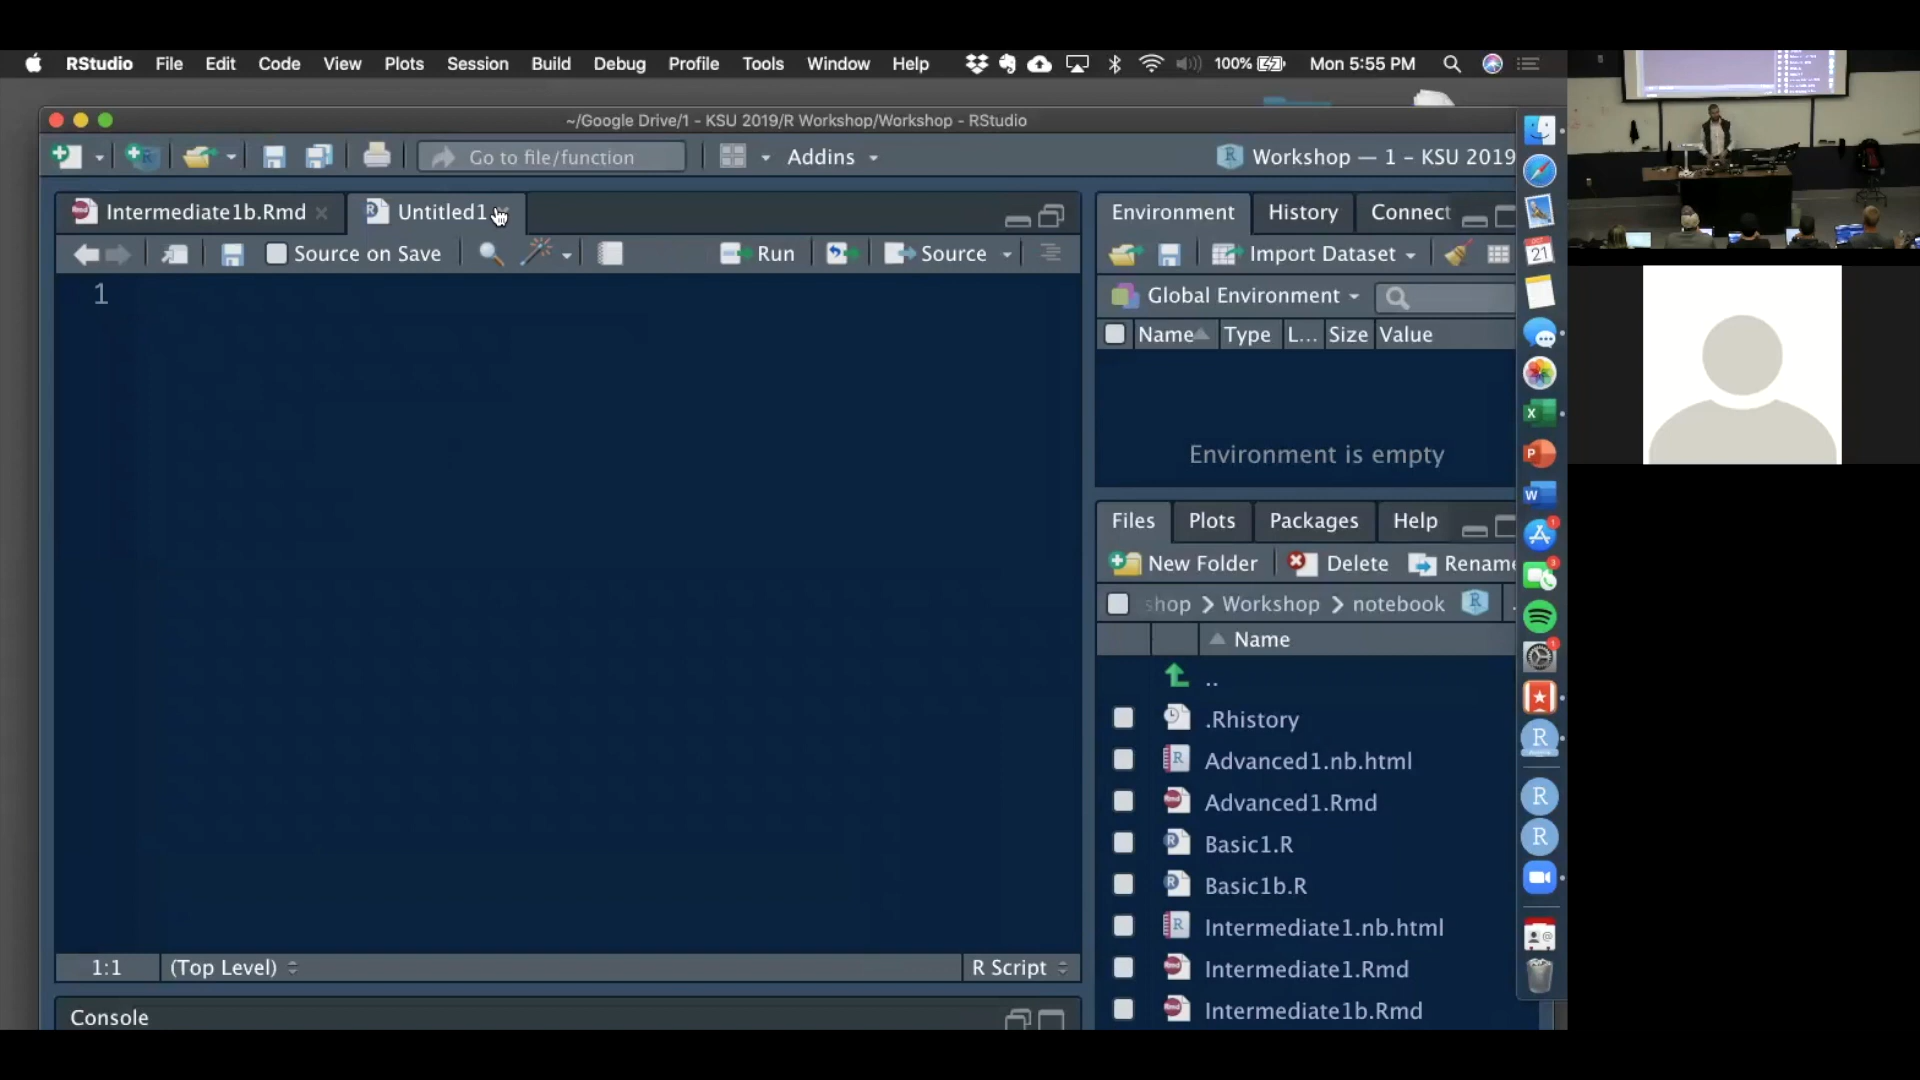 RStudio File Edit Code View Plots Session Build Debug Profile Tools Window Help 100% Mon 5:55 PM
~/Google Drive/1 - KSU 2019/R Workshop/Workshop - RStudio
Go to file/function Addins Workshop — 1 - KSU 2019
Intermediate1b.Rmd Untitled1
Source on Save Run Source
1
1:1 (Top Level) R Script
Console
Environment History Connect
Import Dataset
Global Environment
Name Type L... Size Value
Environment is empty
Files Plots Packages Help
New Folder Delete Rename
shop Workshop notebook
Name
..
.Rhistory
Advanced1.nb.html
Advanced1.Rmd
Basic1.R
Basic1b.R
Intermediate1.nb.html
Intermediate1.Rmd
Intermediate1b.Rmd
21